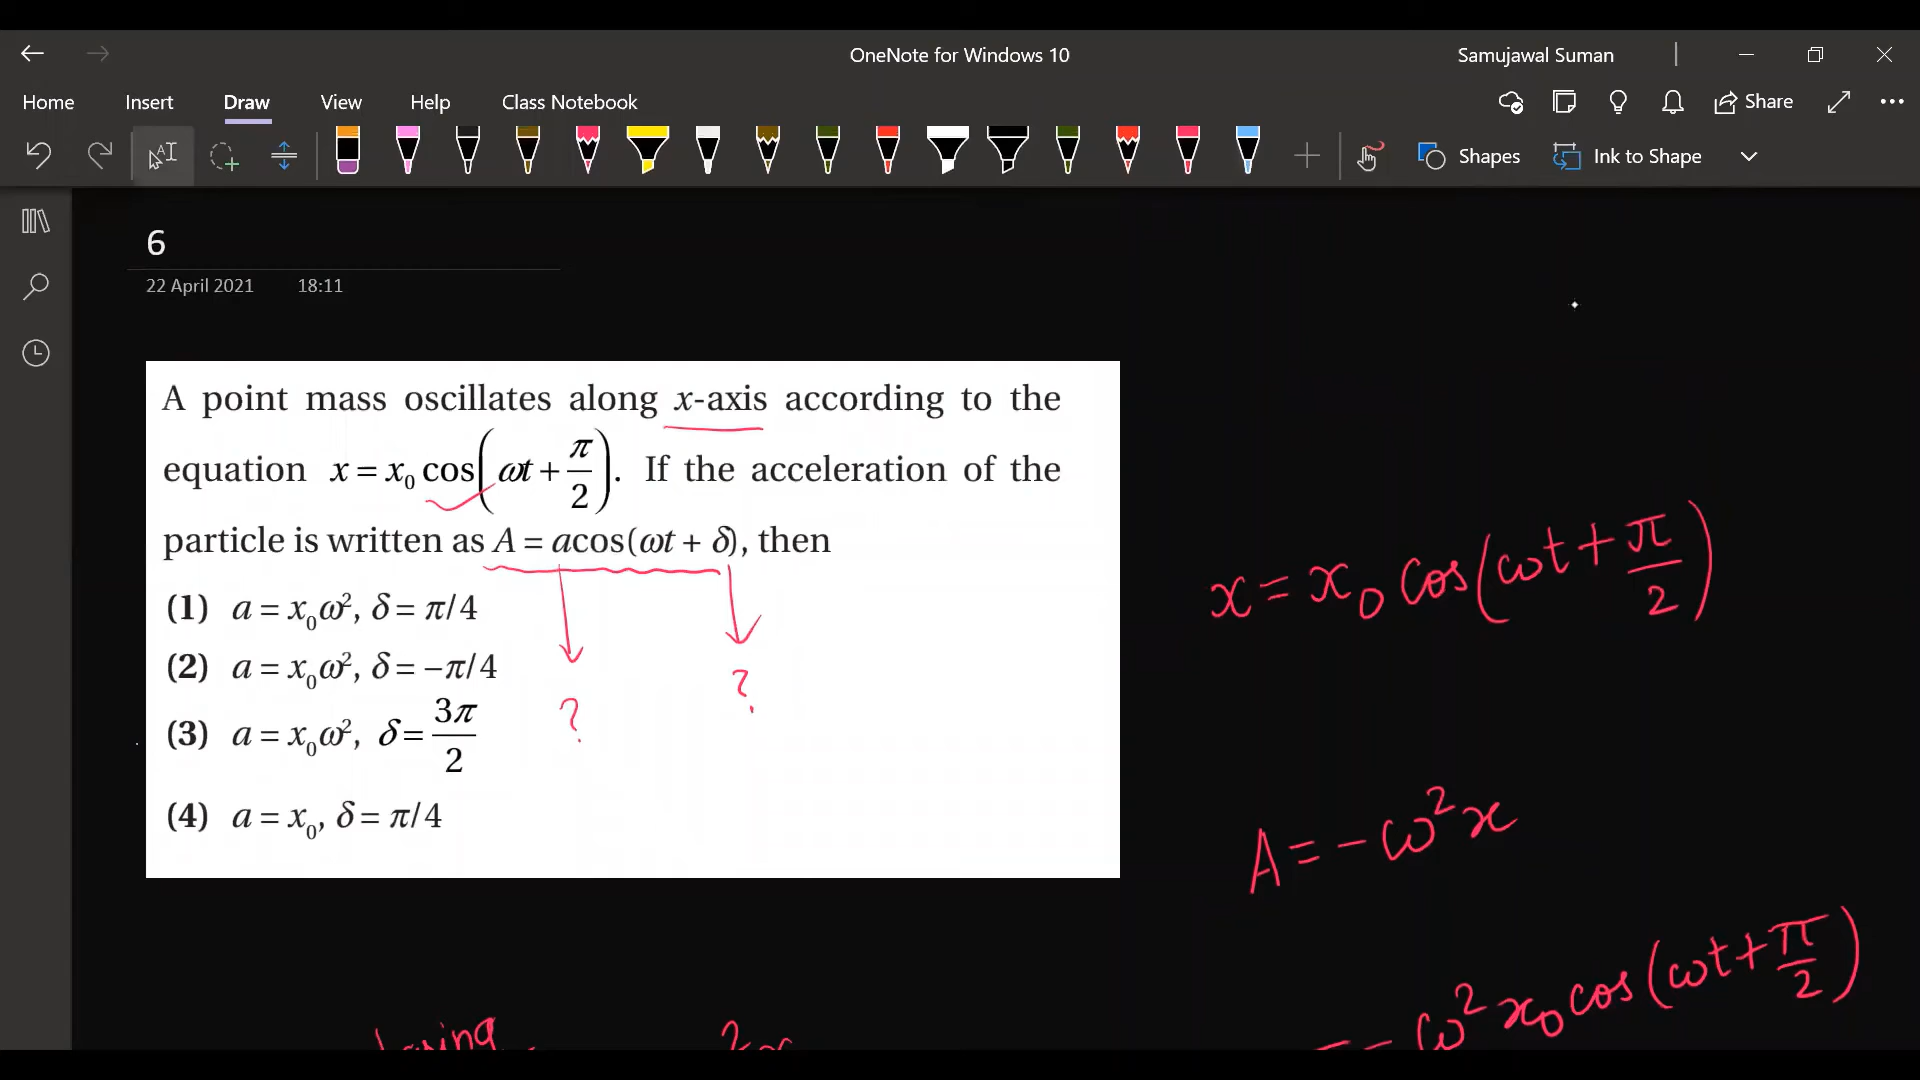 OneNote for Windows 10
Samujawal Suman
Home Insert Draw View Help Class Notebook
Share
Shapes
Ink to Shape
6
22 April 2021 18:11
A point mass oscillates along x-axis according to the
equation x = x₀ cos(ωt + π/2). If the acceleration of the
particle is written as A = acos(ωt + δ), then
(1) a = x₀ω², δ = π/4
(2) a = x₀ω², δ = −π/4
(3) a = x₀ω², δ = 3π/2
(4) a = x₀, δ = π/4
?
?
x = x₀ cos(ωt + π/2)
A = −ω²x
= − ω² x₀ cos(ωt + π/2)